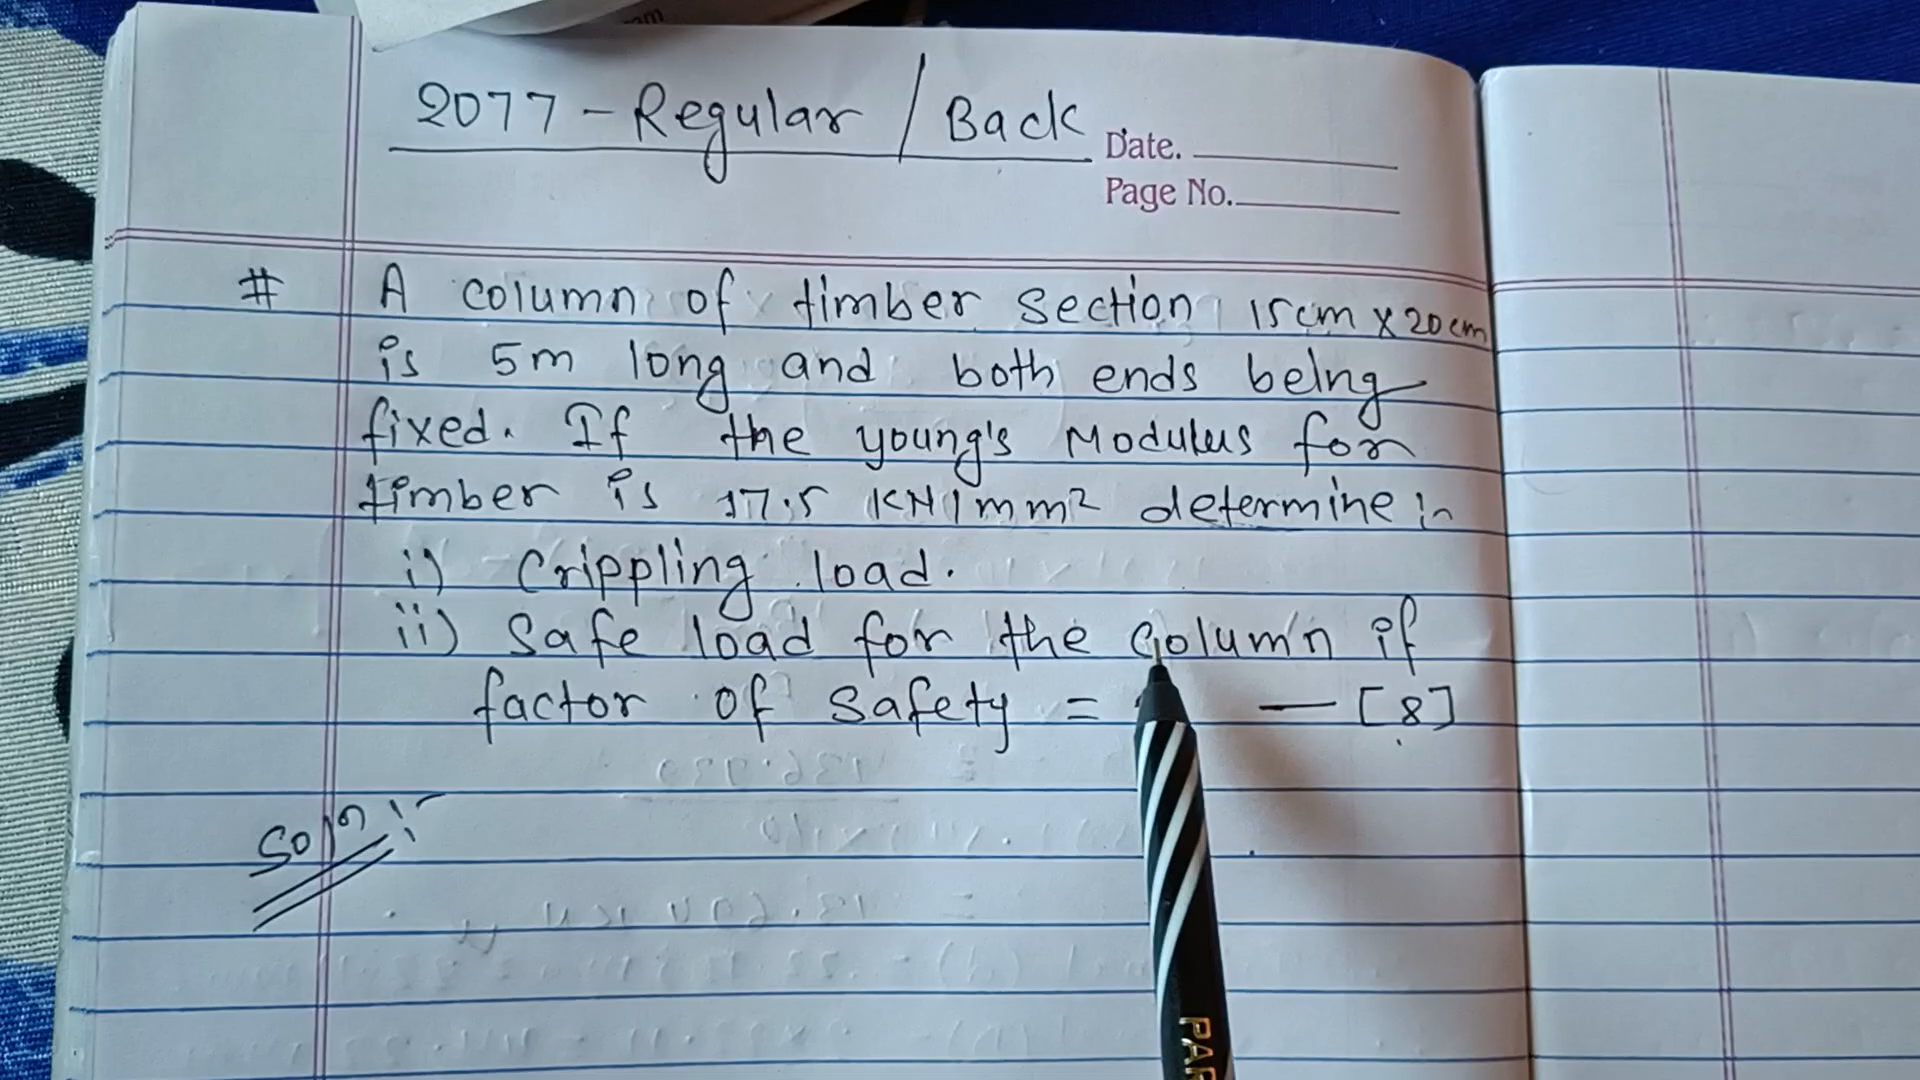 2077 - Regular / Back
Date.
Page No.
# A column of timber section 15cm x 20cm
is 5m long and both ends being
fixed. If the young's Modulus for
timber is 17.5 KN/mm² determine :-
i) Crippling load.
ii) Safe load for the column if
factor of safety = — [8]
Soln :-
PAR